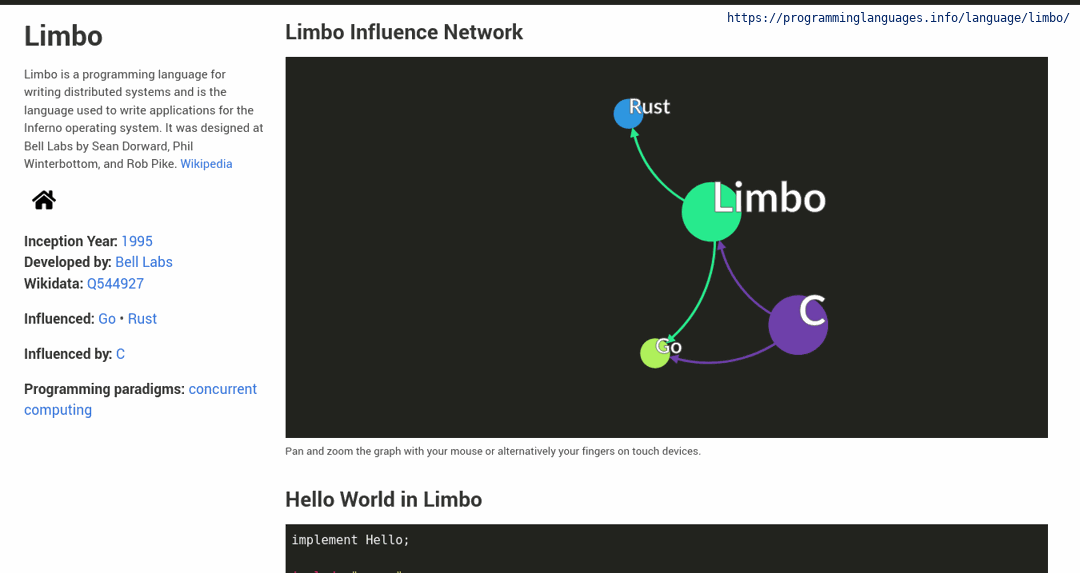 https://programminglanguages.info/language/limbo/
Limbo
Limbo is a programming language for
writing distributed systems and is the
language used to write applications for the
Inferno operating system. It was designed at
Bell Labs by Sean Dorward, Phil
Winterbottom, and Rob Pike. Wikipedia
Inception Year: 1995
Developed by: Bell Labs
Wikidata: Q544927
Influenced: Go • Rust
Influenced by: C
Programming paradigms: concurrent
computing
Limbo Influence Network
Rust
Limbo
C
Go
Pan and zoom the graph with your mouse or alternatively your fingers on touch devices.
Hello World in Limbo
implement Hello;